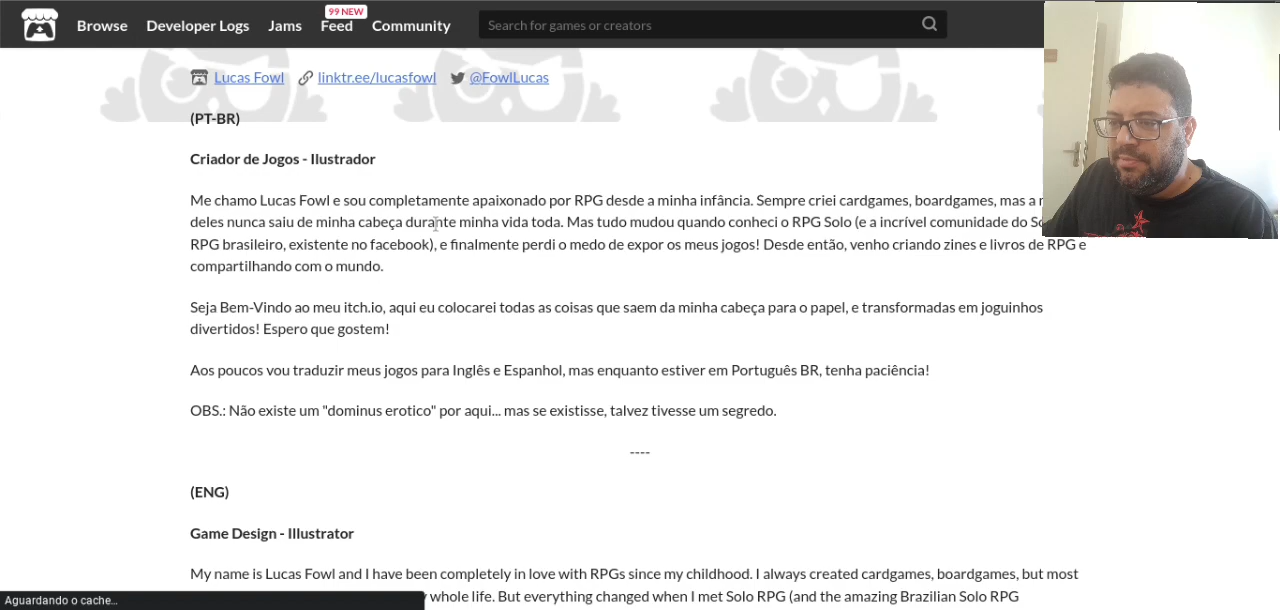 99 NEW
Browse Developer Logs Jams Feed Community Search for games or creators
Lucas Fowl linktr.ee/lucasfowl @FowlLucas
(PT-BR)
Criador de Jogos - Ilustrador
Me chamo Lucas Fowl e sou completamente apaixonado por RPG desde a minha infância. Sempre criei cardgames, boardgames, mas a
deles nunca saiu de minha cabeça durante minha vida toda. Mas tudo mudou quando conheci o RPG Solo (e a incrível comunidade do
RPG brasileiro, existente no facebook), e finalmente perdi o medo de expor os meus jogos! Desde então, venho criando zines e livros de RPG e
compartilhando com o mundo.
Seja Bem-Vindo ao meu itch.io, aqui eu colocarei todas as coisas que saem da minha cabeça para o papel, e transformadas em joguinhos
divertidos! Espero que gostem!
Aos poucos vou traduzir meus jogos para Inglês e Espanhol, mas enquanto estiver em Português BR, tenha paciência!
OBS.: Não existe um "dominus erotico" por aqui... mas se existisse, talvez tivesse um segredo.
----
(ENG)
Game Design - Illustrator
My name is Lucas Fowl and I have been completely in love with RPGs since my childhood. I always created cardgames, boardgames, but most
whole life. But everything changed when I met Solo RPG (and the amazing Brazilian Solo RPG
Aguardando o cache...